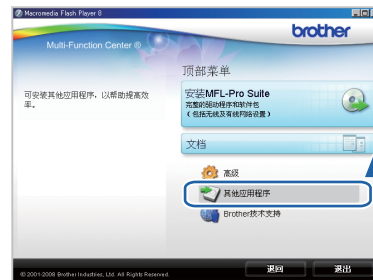 Macromedia Flash Player 8
brother
Multi-Function Center ®
顶部菜单
可安装其他应用程序，以帮助提高效
率。
安装MFL-Pro Suite
完整的驱动程序和软件包
（包括无线及有线网络设置）
文档
高级
其他应用程序
Brother技术支持
© 2001-2008 Brother Industries, Ltd. All Rights Reserved.
退回
退出